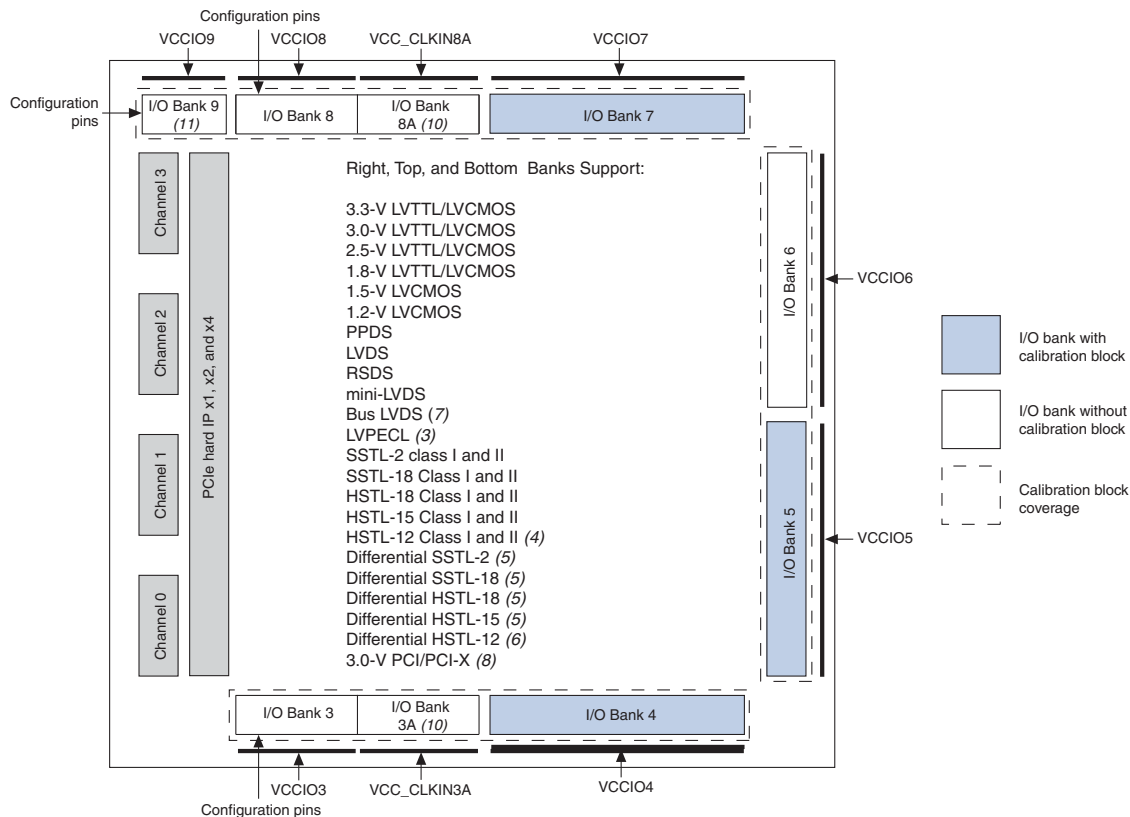 Configuration pins
VCCIO9
VCCIO8
VCC_CLKIN8A
VCCIO7
Configuration
pins
I/O Bank 9
(11)
I/O Bank 8
I/O Bank
8A (10)
I/O Bank 7
Channel 3
Channel 2
Channel 1
Channel 0
PCIe hard IP x1, x2, and x4
Right, Top, and Bottom Banks Support:
3.3-V LVTTL/LVCMOS
3.0-V LVTTL/LVCMOS
2.5-V LVTTL/LVCMOS
1.8-V LVTTL/LVCMOS
1.5-V LVCMOS
1.2-V LVCMOS
PPDS
LVDS
RSDS
mini-LVDS
Bus LVDS (7)
LVPECL (3)
SSTL-2 class I and II
SSTL-18 Class I and II
HSTL-18 Class I and II
HSTL-15 Class I and II
HSTL-12 Class I and II (4)
Differential SSTL-2 (5)
Differential SSTL-18 (5)
Differential HSTL-18 (5)
Differential HSTL-15 (5)
Differential HSTL-12 (6)
3.0-V PCI/PCI-X (8)
I/O Bank 6
VCCIO6
I/O Bank 5
VCCIO5
I/O bank with
calibration block
I/O bank without
calibration block
Calibration block
coverage
I/O Bank 3
I/O Bank
3A (10)
I/O Bank 4
VCCIO3
VCC_CLKIN3A
VCCIO4
Configuration pins